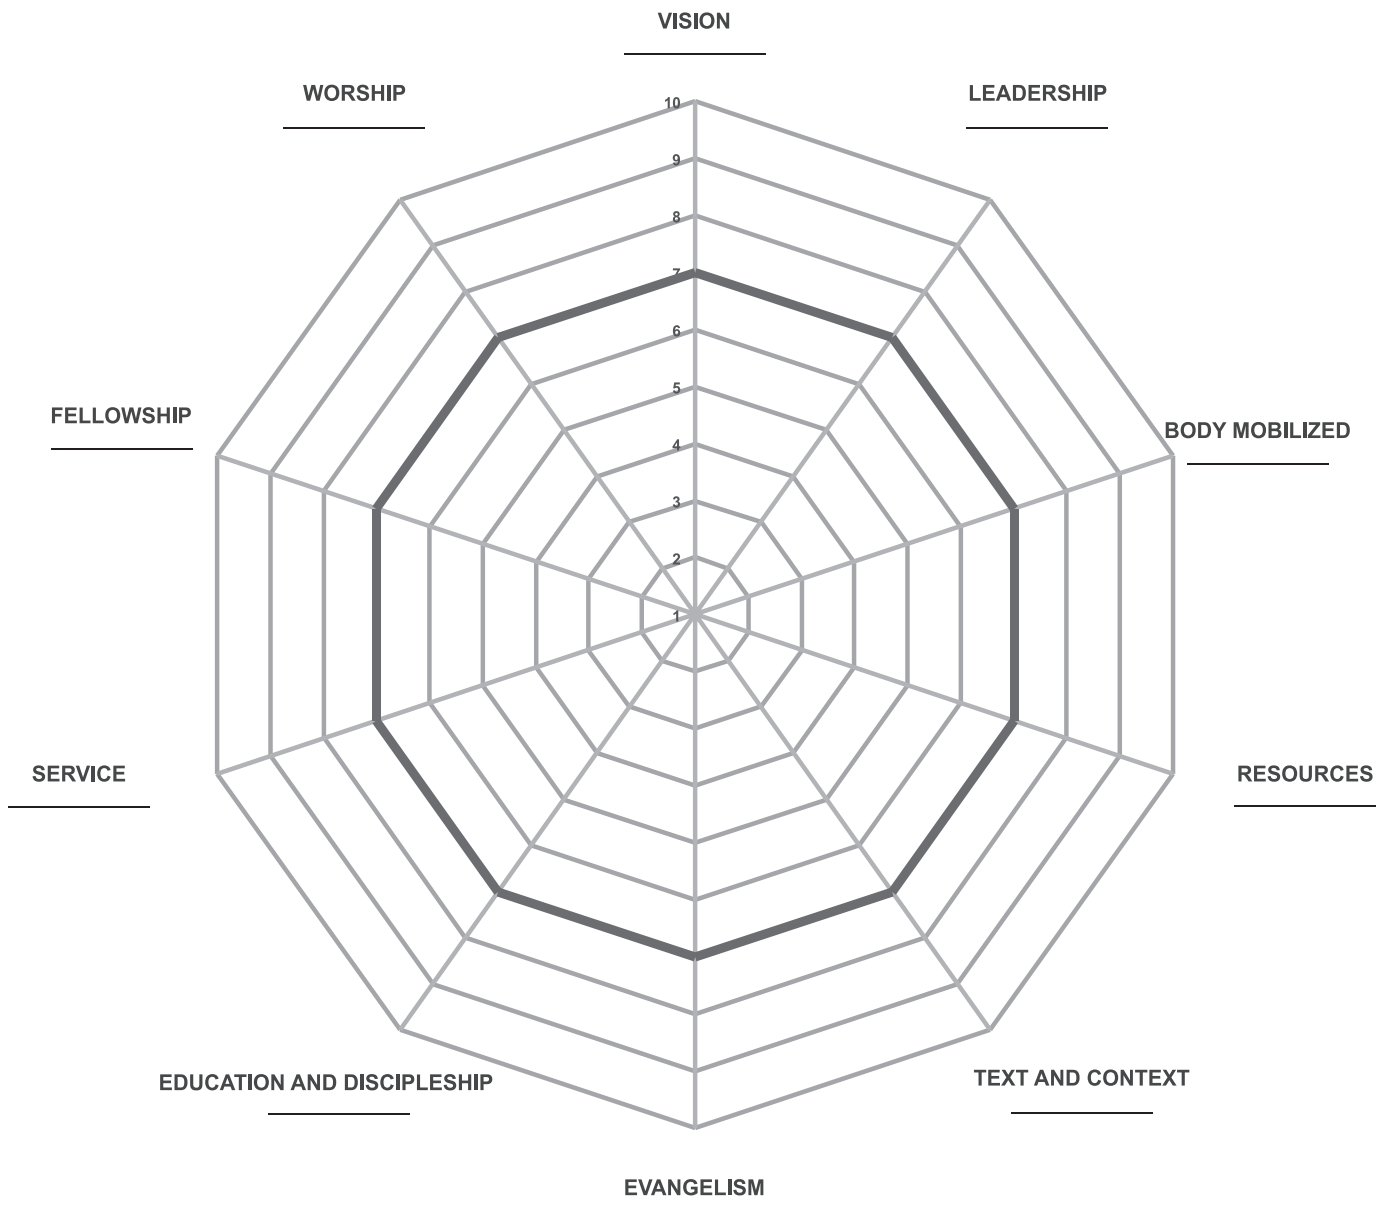 VISION
WORSHIP
LEADERSHIP
10
9
8
7
6
5
4
3
2
1
FELLOWSHIP
BODY MOBILIZED
SERVICE
RESOURCES
EDUCATION AND DISCIPLESHIP
TEXT AND CONTEXT
EVANGELISM